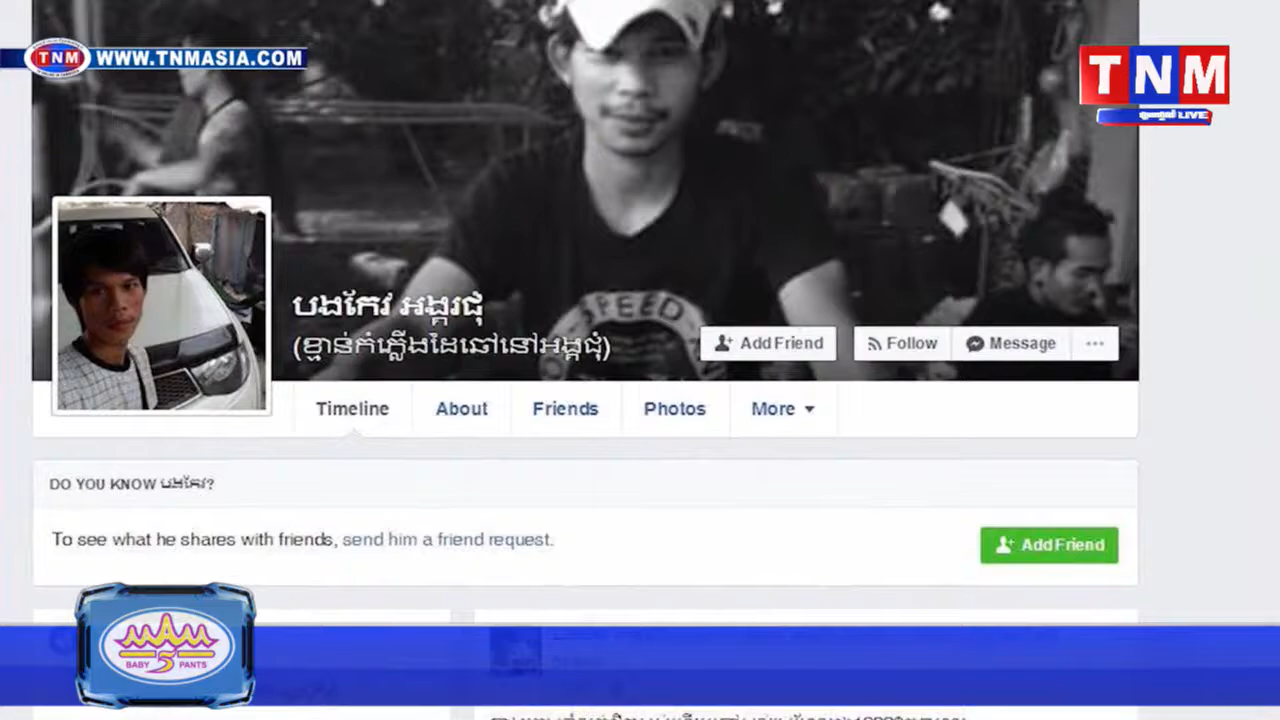 TNM
WWW.TNMASIA.COM
TNM
LIVE
SPEED
បងកែវ អង្គរជុំ
(ខ្មាន់កំភ្លើងដៃឆៅនៅអង្គជុំ)
Add Friend
Follow
Message
...
Timeline
About
Friends
Photos
More
DO YOU KNOW បងកែវ?
To see what he shares with friends, send him a friend request.
Add Friend
BABY 5 PANTS